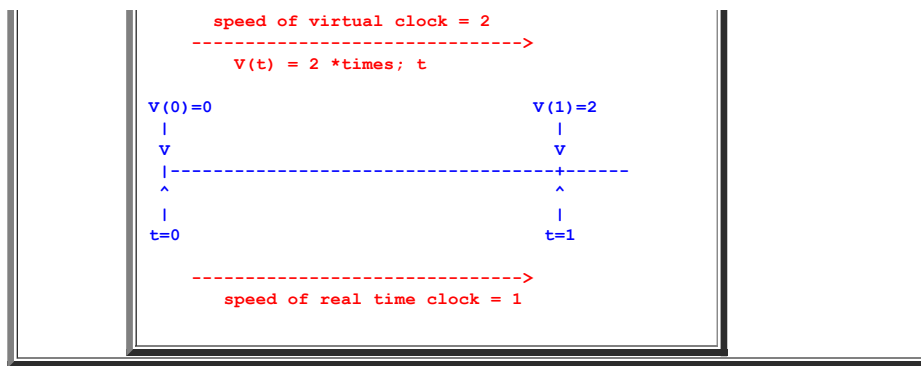 speed of virtual clock = 2
------------------------------->
V(t) = 2 *times; t
V(0)=0 V(1)=2
| |
V V
|------------------------------------+------
^ ^
| |
t=0 t=1
------------------------------->
speed of real time clock = 1